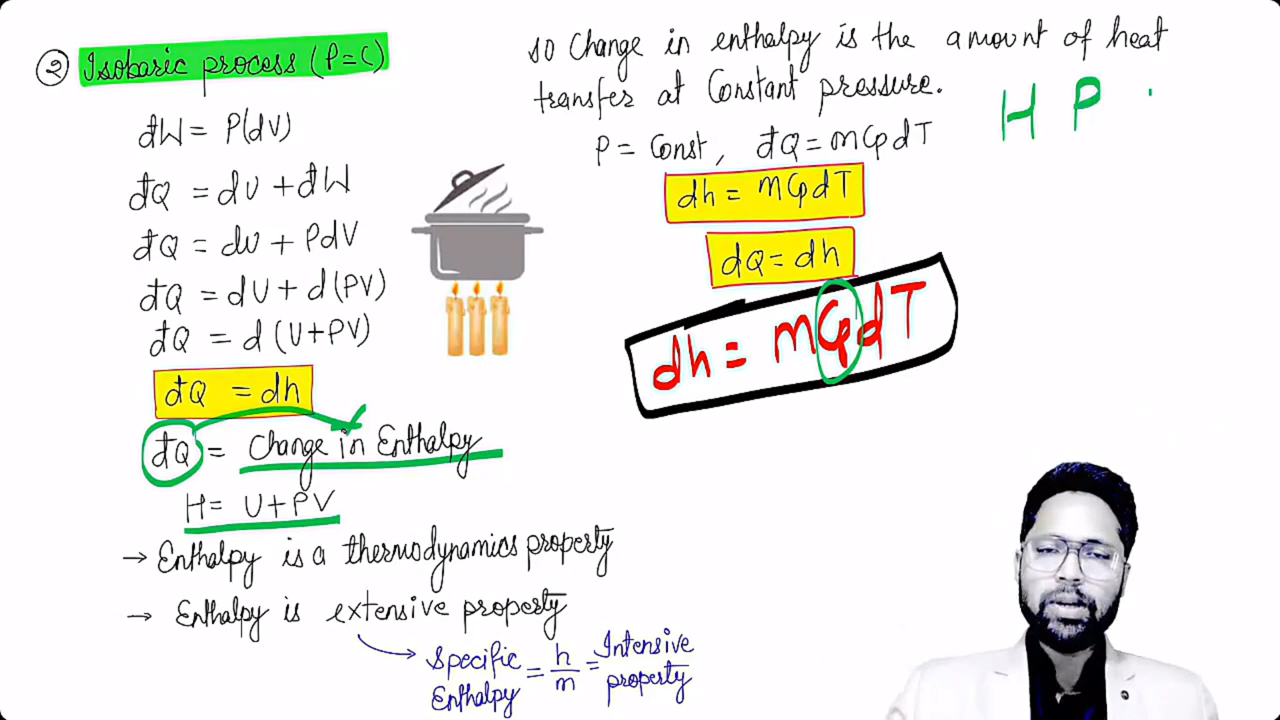 ② Isobaric process (P=C)
đW = P(dV)
đQ = dU + đW
đQ = dU + PdV
đQ = dU + d(PV)
đQ = d (U+PV)
đQ = dh
đQ = Change in Enthalpy
H = U+PV
→ Enthalpy is a thermodynamics property
→ Enthalpy is extensive property
Specific Enthalpy = h/m = Intensive property
so Change in enthalpy is the amount of heat
transfer at Constant pressure.
H P
P = Const, đQ = mCpdT
dh = mCpdT
dQ = dh
dh = mCpdT